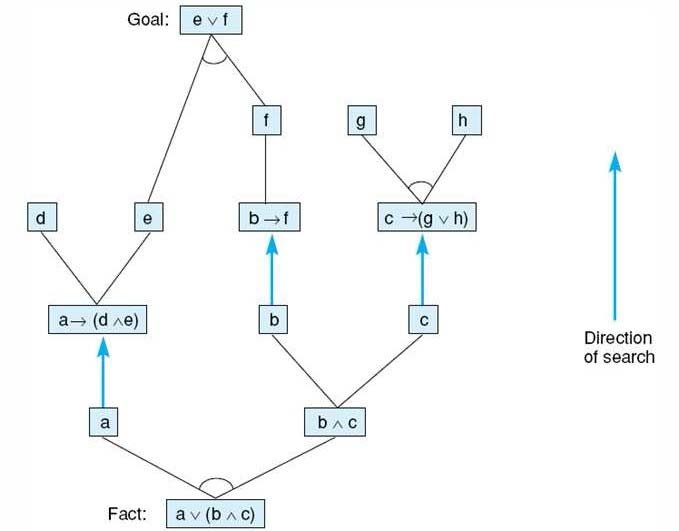 Goal: e ∨ f
f
g
h
d
e
b → f
c → (g ∨ h)
a → (d ∧ e)
b
c
Direction
of search
a
b ∧ c
Fact: a ∨ (b ∧ c)